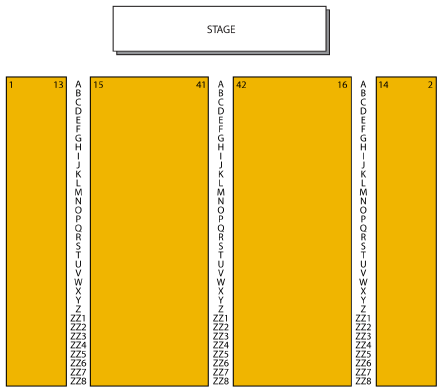 STAGE
1 13 A 15 41 A 42 16 A 14 2
B B B
C C C
D D D
E E E
F F F
G G G
H H H
I I I
J J J
K K K
L L L
M M M
N N N
O O O
P P P
Q Q Q
R R R
S S S
T T T
U U U
V V V
W W W
X X X
Y Y Y
Z Z Z
ZZ1 ZZ1 ZZ1
ZZ2 ZZ2 ZZ2
ZZ3 ZZ3 ZZ3
ZZ4 ZZ4 ZZ4
ZZ5 ZZ5 ZZ5
ZZ6 ZZ6 ZZ6
ZZ7 ZZ7 ZZ7
ZZ8 ZZ8 ZZ8